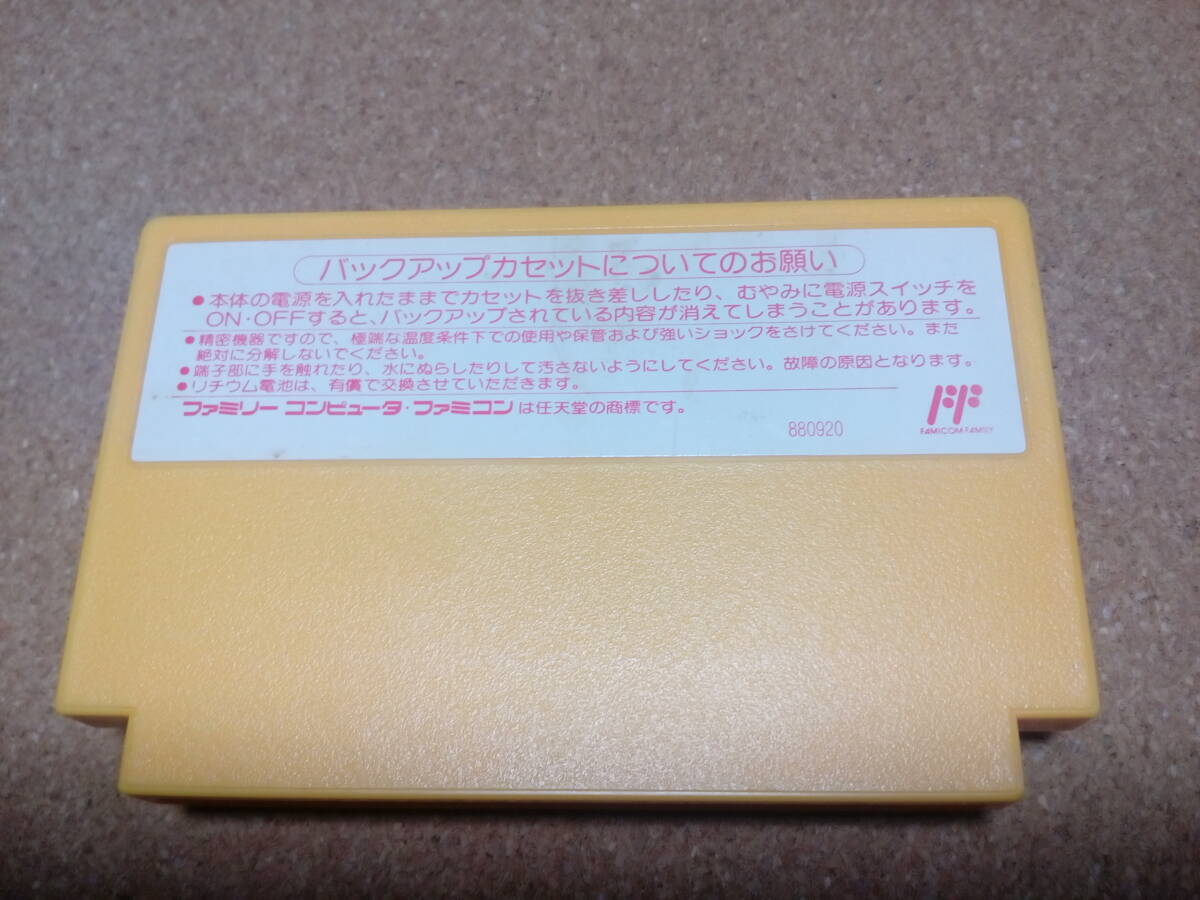 バックアップカセットについてのお願い
●本体の電源を入れたままでカセットを抜き差ししたり、むやみに電源スイッチを
ON・OFFすると、バックアップされている内容が消えてしまうことがあります。
●精密機器ですので、極端な温度条件下での使用や保管および強いショックをさけてください。また
絶対に分解しないでください。
●端子部に手を触れたり、水にぬらしたりして汚さないようにしてください。故障の原因となります。
●リチウム電池は、有償で交換させていただきます。
ファミリー コンピュータ・ファミコンは任天堂の商標です。
880920
FAMICOM FAMILY